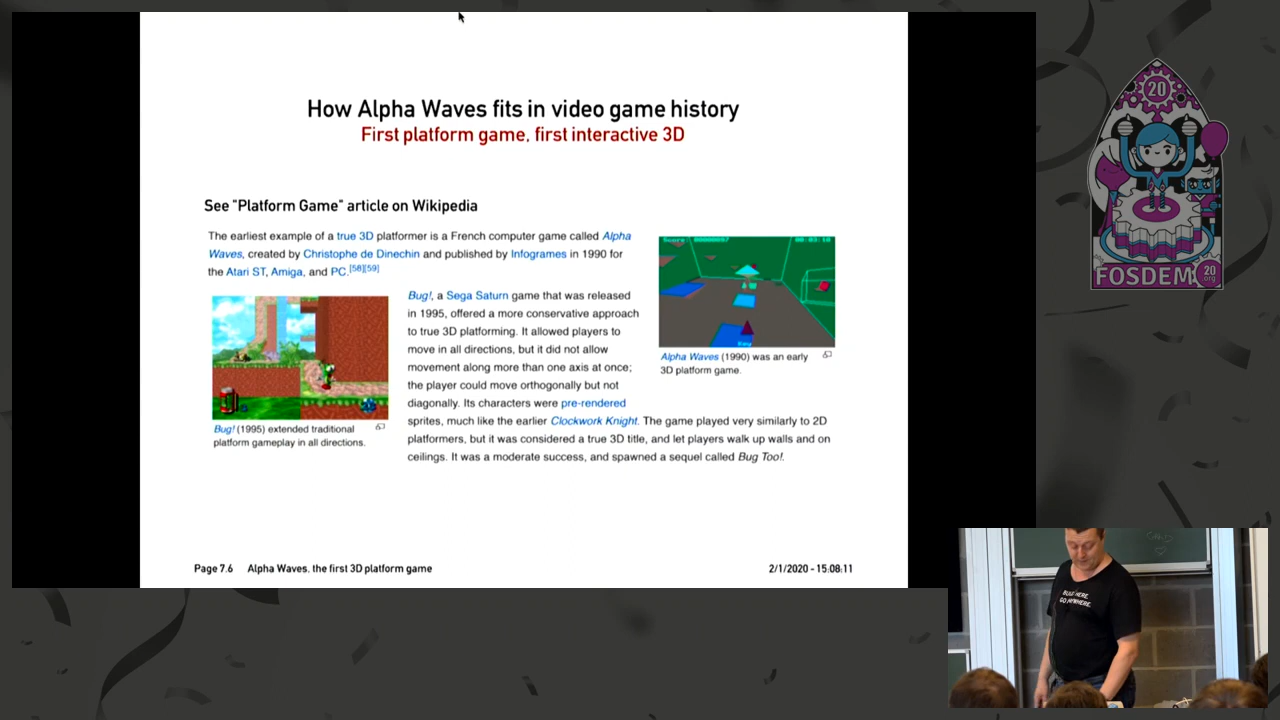 How Alpha Waves fits in video game history
First platform game, first interactive 3D
See "Platform Game" article on Wikipedia
The earliest example of a true 3D platformer is a French computer game called Alpha
Waves, created by Christophe de Dinechin and published by Infogrames in 1990 for
the Atari ST, Amiga, and PC.[58][59]
Bug!, a Sega Saturn game that was released
in 1995, offered a more conservative approach
to true 3D platforming. It allowed players to
move in all directions, but it did not allow
movement along more than one axis at once;
the player could move orthogonally but not
diagonally. Its characters were pre-rendered
sprites, much like the earlier Clockwork Knight. The game played very similarly to 2D
platformers, but it was considered a true 3D title, and let players walk up walls and on
ceilings. It was a moderate success, and spawned a sequel called Bug Too!.
Alpha Waves (1990) was an early
3D platform game.
Bug! (1995) extended traditional
platform gameplay in all directions.
Page 7.6 Alpha Waves, the first 3D platform game
2/1/2020 - 15:08:11
20
FOSDEM
20
.org
BUILT HERE
GO ANYWHERE